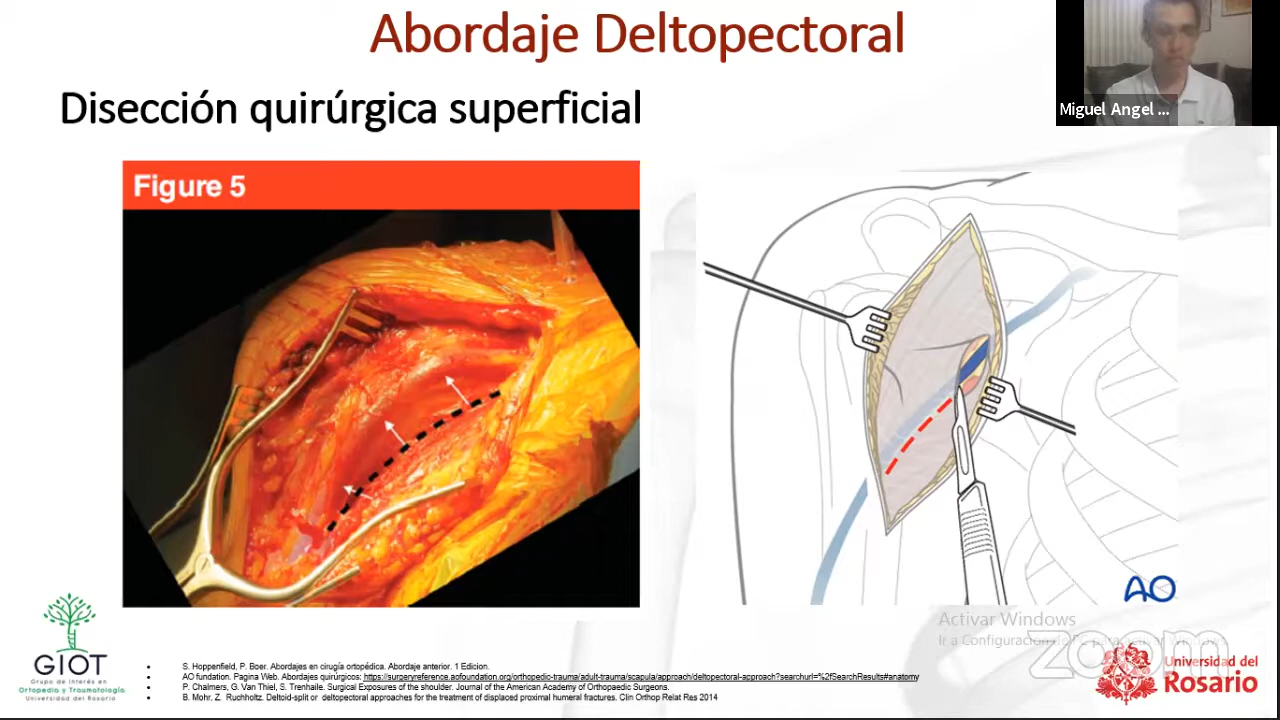 Abordaje Deltopectoral
Miguel Angel ...
Disección quirúrgica superficial
Figure 5
AO
Activar Windows
Ir a Configuración de PC para activar Windows.
zoom
GIOT
Grupo de Interés en
Ortopedia y Traumatología
Universidad del Rosario
• S. Hoppenfield, P. Boer. Abordajes en cirugía ortopédica. Abordaje anterior. 1 Edicion.
• AO fundation. Pagina Web. Abordajes quirúrgicos: https://surgeryreference.aofoundation.org/orthopedic-trauma/adult-trauma/scapula/approach/deltopectoral-approach?searchurl=%2fSearchResults#anatomy
• P. Chalmers, G. Van Thiel, S. Trenhaile. Surgical Exposures of the shoulder. Journal of the American Academy of Orthopaedic Surgeons.
• B. Mohr, Z. Ruchholtz. Deltoid-split or deltopectoral approaches for the treatment of displaced proximal humeral fractures. Clin Orthop Relat Res 2014
Universidad del
Rosario